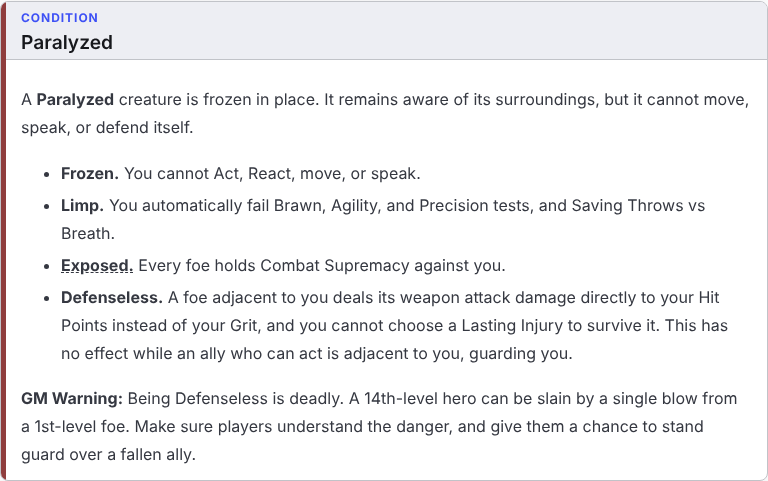 CONDITION
Paralyzed
A Paralyzed creature is frozen in place. It remains aware of its surroundings, but it cannot move,
speak, or defend itself.
• Frozen. You cannot Act, React, move, or speak.
• Limp. You automatically fail Brawn, Agility, and Precision tests, and Saving Throws vs
Breath.
• Exposed. Every foe holds Combat Supremacy against you.
• Defenseless. A foe adjacent to you deals its weapon attack damage directly to your Hit
Points instead of your Grit, and you cannot choose a Lasting Injury to survive it. This has
no effect while an ally who can act is adjacent to you, guarding you.
GM Warning: Being Defenseless is deadly. A 14th-level hero can be slain by a single blow from
a 1st-level foe. Make sure players understand the danger, and give them a chance to stand
guard over a fallen ally.